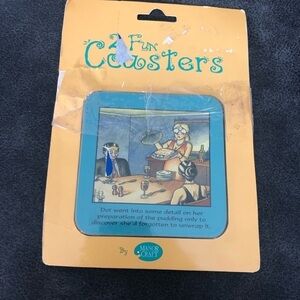 2 Fun
Coasters
Dot went into some detail on her
preparation of the pudding only to
discover she'd forgotten to unwrap it.
By
MANOR
CRAFT